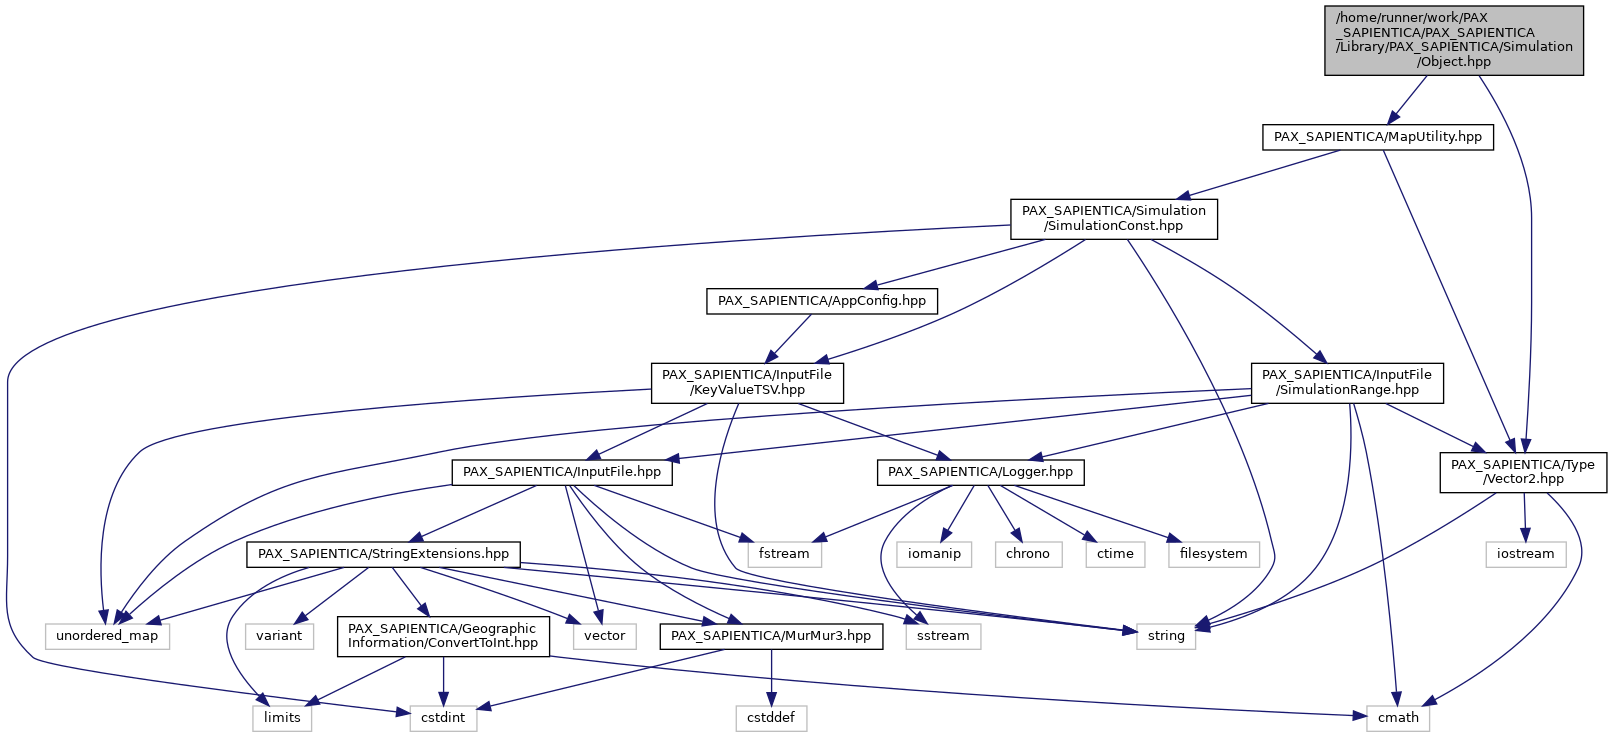 /home/runner/work/PAX
_SAPIENTICA/PAX_SAPIENTICA
/Library/PAX_SAPIENTICA/Simulation
/Object.hpp
PAX_SAPIENTICA/MapUtility.hpp
PAX_SAPIENTICA/Simulation
/SimulationConst.hpp
PAX_SAPIENTICA/AppConfig.hpp
PAX_SAPIENTICA/InputFile
/KeyValueTSV.hpp
PAX_SAPIENTICA/InputFile
/SimulationRange.hpp
PAX_SAPIENTICA/InputFile.hpp
PAX_SAPIENTICA/Logger.hpp
PAX_SAPIENTICA/Type
/Vector2.hpp
PAX_SAPIENTICA/StringExtensions.hpp
fstream
iomanip
chrono
ctime
filesystem
iostream
unordered_map
variant
PAX_SAPIENTICA/Geographic
Information/ConvertToInt.hpp
vector
PAX_SAPIENTICA/MurMur3.hpp
sstream
string
limits
cstdint
cstddef
cmath